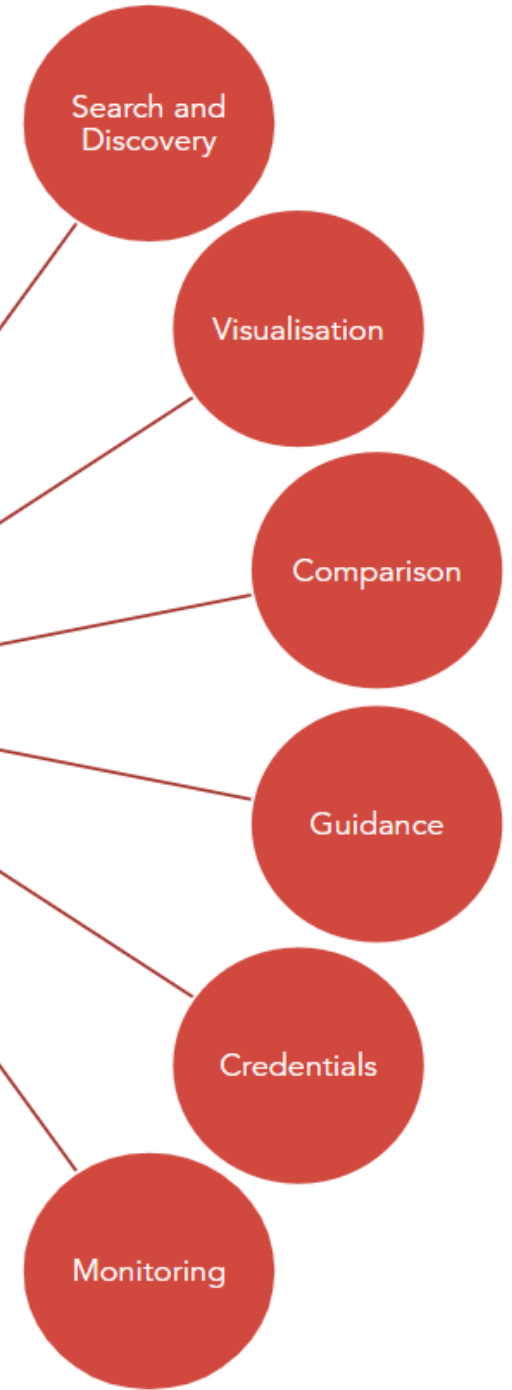 Search and
Discovery
Visualisation
Comparison
Guidance
Credentials
Monitoring